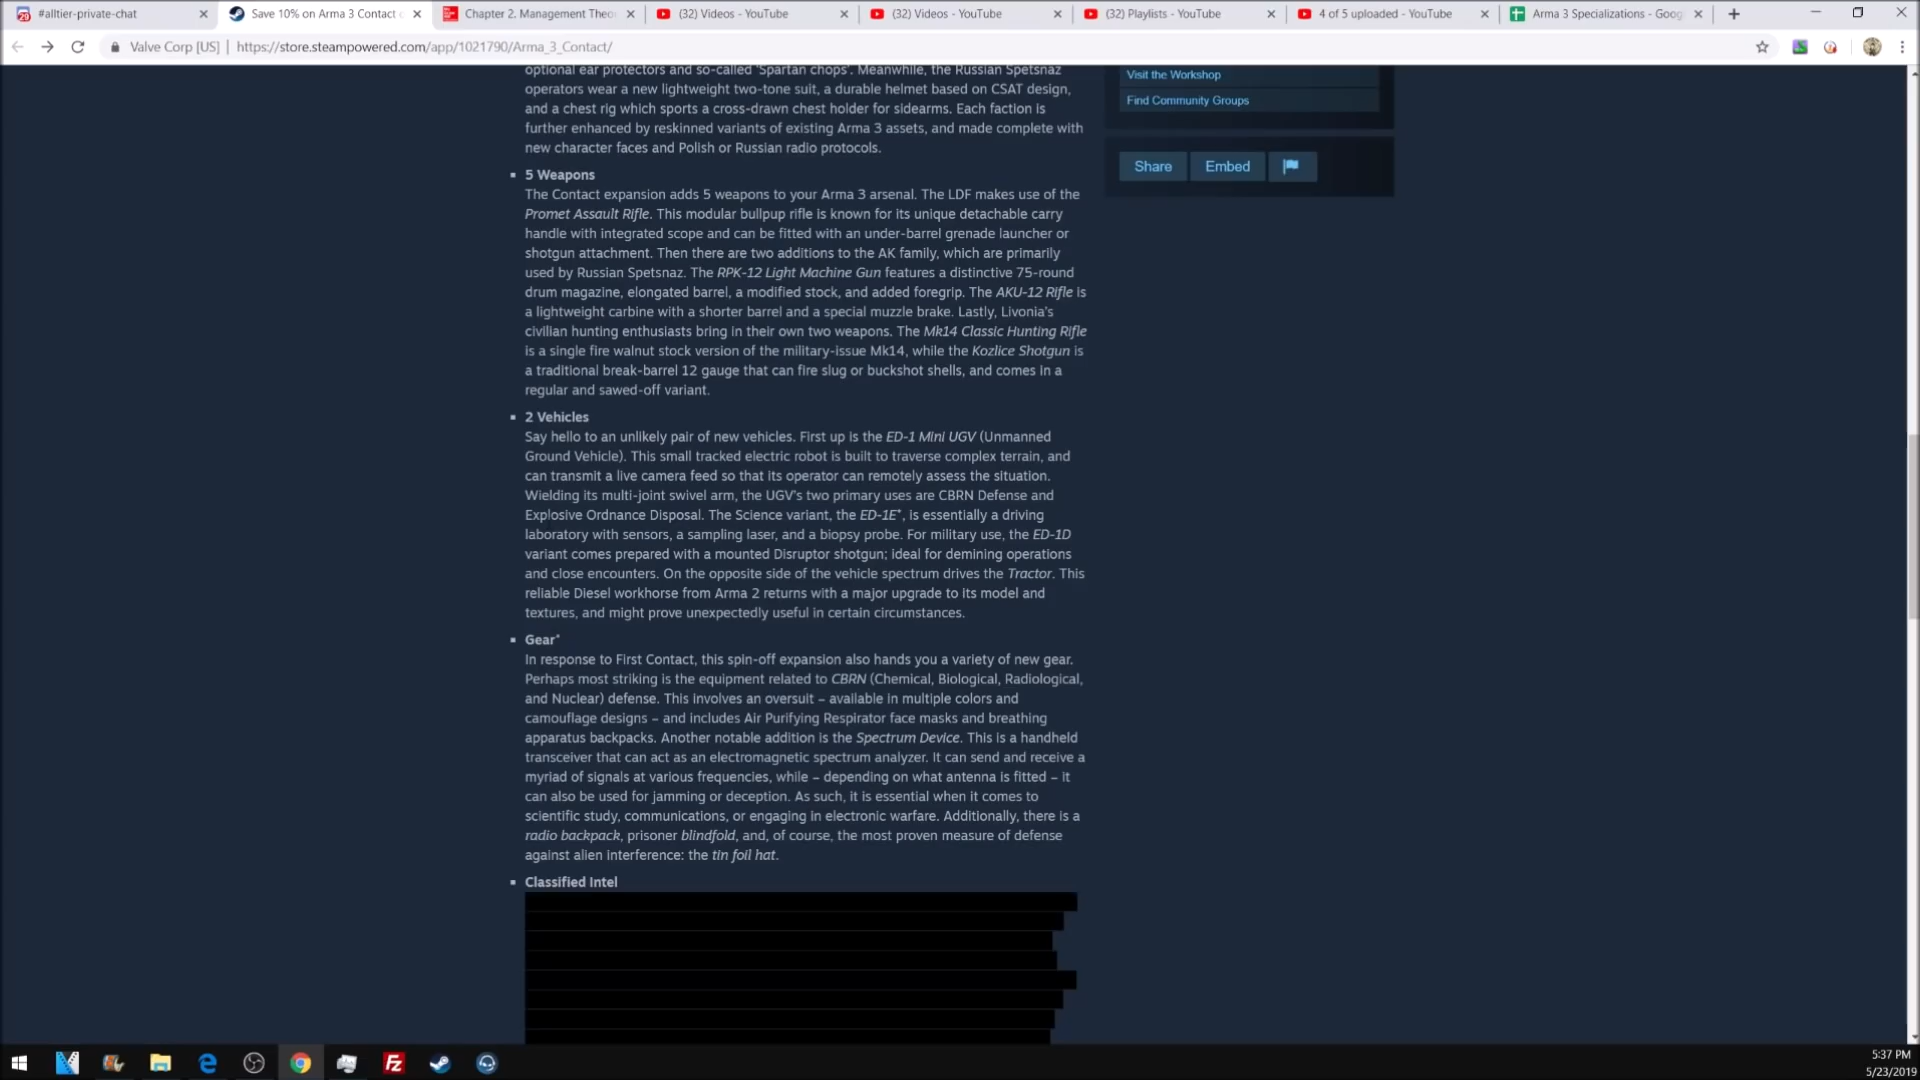 #alltier-private-chat
Save 10% on Arma 3 Contact
Chapter 2. Management Theo
(32) Videos - YouTube
(32) Videos - YouTube
(32) Playlists - YouTube
4 of 5 uploaded - YouTube
Arma 3 Specializations - Goog
Valve Corp [US] | https://store.steampowered.com/app/1021790/Arma_3_Contact/
optional ear protectors and so-called 'Spartan chops'. Meanwhile, the Russian Spetsnaz
operators wear a new lightweight two-tone suit, a durable helmet based on CSAT design,
and a chest rig which sports a cross-drawn chest holder for sidearms. Each faction is
further enhanced by reskinned variants of existing Arma 3 assets, and made complete with
new character faces and Polish or Russian radio protocols.
5 Weapons
The Contact expansion adds 5 weapons to your Arma 3 arsenal. The LDF makes use of the
Promet Assault Rifle. This modular bullpup rifle is known for its unique detachable carry
handle with integrated scope and can be fitted with an under-barrel grenade launcher or
shotgun attachment. Then there are two additions to the AK family, which are primarily
used by Russian Spetsnaz. The RPK-12 Light Machine Gun features a distinctive 75-round
drum magazine, elongated barrel, a modified stock, and added foregrip. The AKU-12 Rifle is
a lightweight carbine with a shorter barrel and a special muzzle brake. Lastly, Livonia's
civilian hunting enthusiasts bring in their own two weapons. The Mk14 Classic Hunting Rifle
is a single fire walnut stock version of the military-issue Mk14, while the Kozlice Shotgun is
a traditional break-barrel 12 gauge that can fire slug or buckshot shells, and comes in a
regular and sawed-off variant.
2 Vehicles
Say hello to an unlikely pair of new vehicles. First up is the ED-1 Mini UGV (Unmanned
Ground Vehicle). This small tracked electric robot is built to traverse complex terrain, and
can transmit a live camera feed so that its operator can remotely assess the situation.
Wielding its multi-joint swivel arm, the UGV's two primary uses are CBRN Defense and
Explosive Ordnance Disposal. The Science variant, the ED-1E*, is essentially a driving
laboratory with sensors, a sampling laser, and a biopsy probe. For military use, the ED-1D
variant comes prepared with a mounted Disruptor shotgun; ideal for demining operations
and close encounters. On the opposite side of the vehicle spectrum drives the Tractor. This
reliable Diesel workhorse from Arma 2 returns with a major upgrade to its model and
textures, and might prove unexpectedly useful in certain circumstances.
Gear*
In response to First Contact, this spin-off expansion also hands you a variety of new gear.
Perhaps most striking is the equipment related to CBRN (Chemical, Biological, Radiological,
and Nuclear) defense. This involves an oversuit – available in multiple colors and
camouflage designs – and includes Air Purifying Respirator face masks and breathing
apparatus backpacks. Another notable addition is the Spectrum Device. This is a handheld
transceiver that can act as an electromagnetic spectrum analyzer. It can send and receive a
myriad of signals at various frequencies, while – depending on what antenna is fitted – it
can also be used for jamming or deception. As such, it is essential when it comes to
scientific study, communications, or engaging in electronic warfare. Additionally, there is a
radio backpack, prisoner blindfold, and, of course, the most proven measure of defense
against alien interference: the tin foil hat.
Classified Intel
Visit the Workshop
Find Community Groups
Share
Embed
5:37 PM
5/23/2019